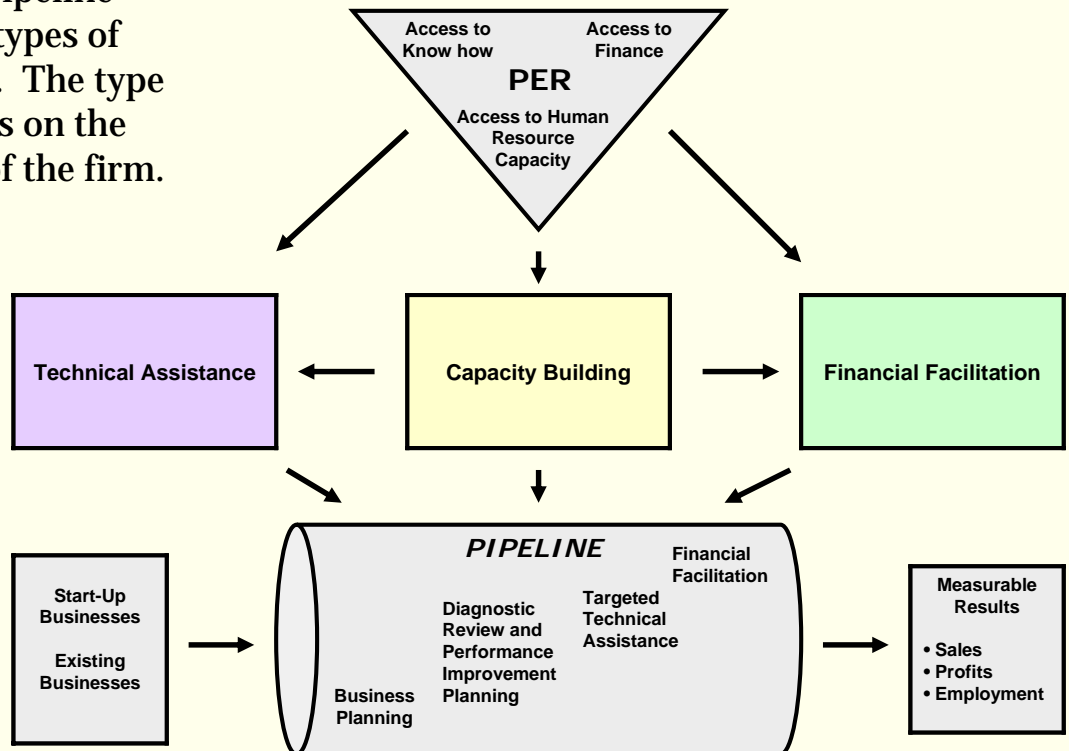 ipeline
types of
. The type
s on the
of the firm.
Access to
Know how
Access to
Finance
PER
Access to Human
Resource
Capacity
Technical Assistance
Capacity Building
Financial Facilitation
Start-Up
Businesses
Existing
Businesses
PIPELINE
Business
Planning
Diagnostic
Review and
Performance
Improvement
Planning
Targeted
Technical
Assistance
Financial
Facilitation
Measurable
Results
• Sales
• Profits
• Employment